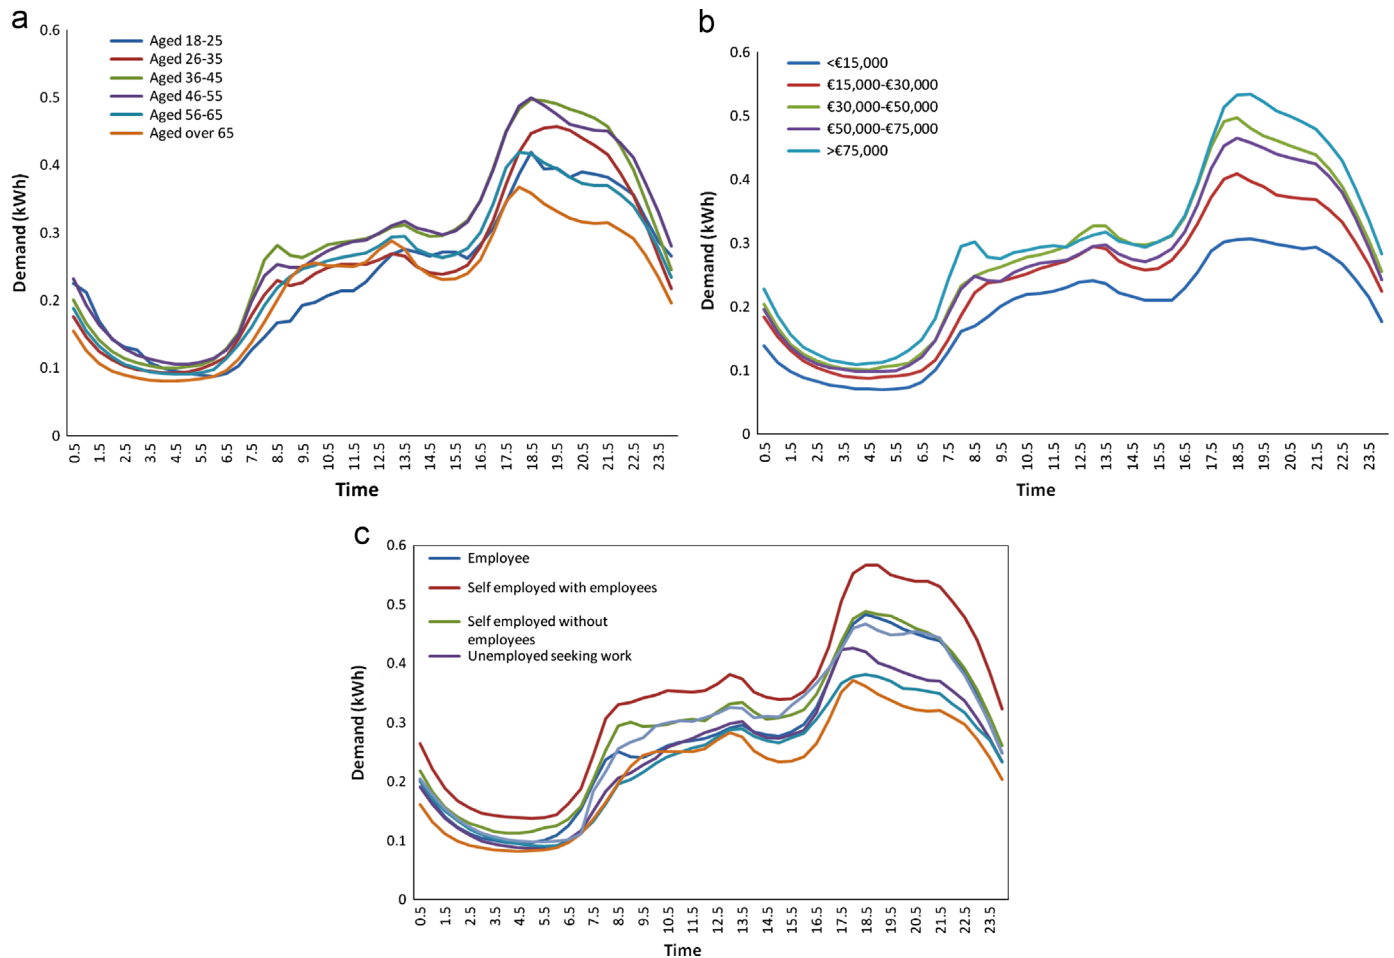 a
0.6
0.5
0.4
0.3
0.2
0.1
0
Demand (kWh)
Aged 18-25
Aged 26-35
Aged 36-45
Aged 46-55
Aged 56-65
Aged over 65
0.5 1.5 2.5 3.5 4.5 5.5 6.5 7.5 8.5 9.5 10.5 11.5 12.5 13.5 14.5 15.5 16.5 17.5 18.5 19.5 20.5 21.5 22.5 23.5
Time
b
0.6
0.5
0.4
0.3
0.2
0.1
0
Demand (kWh)
<€15,000
€15,000-€30,000
€30,000-€50,000
€50,000-€75,000
>€75,000
0.5 1.5 2.5 3.5 4.5 5.5 6.5 7.5 8.5 9.5 10.5 11.5 12.5 13.5 14.5 15.5 16.5 17.5 18.5 19.5 20.5 21.5 22.5 23.5
Time
c
0.6
0.5
0.4
0.3
0.2
0.1
0
Demand (kWh)
Employee
Self employed with employees
Self employed without
employees
Unemployed seeking work
0.5 1.5 2.5 3.5 4.5 5.5 6.5 7.5 8.5 9.5 10.5 11.5 12.5 13.5 14.5 15.5 16.5 17.5 18.5 19.5 20.5 21.5 22.5 23.5
Time